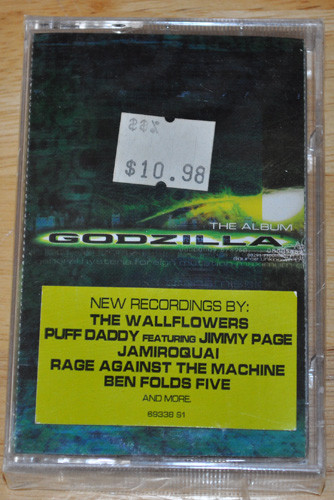 $10.98
THE ALBUM
GODZILLA
NEW RECORDINGS BY:
THE WALLFLOWERS
PUFF DADDY FEATURING JIMMY PAGE
JAMIROQUAI
RAGE AGAINST THE MACHINE
BEN FOLDS FIVE
AND MORE.
69338 S1